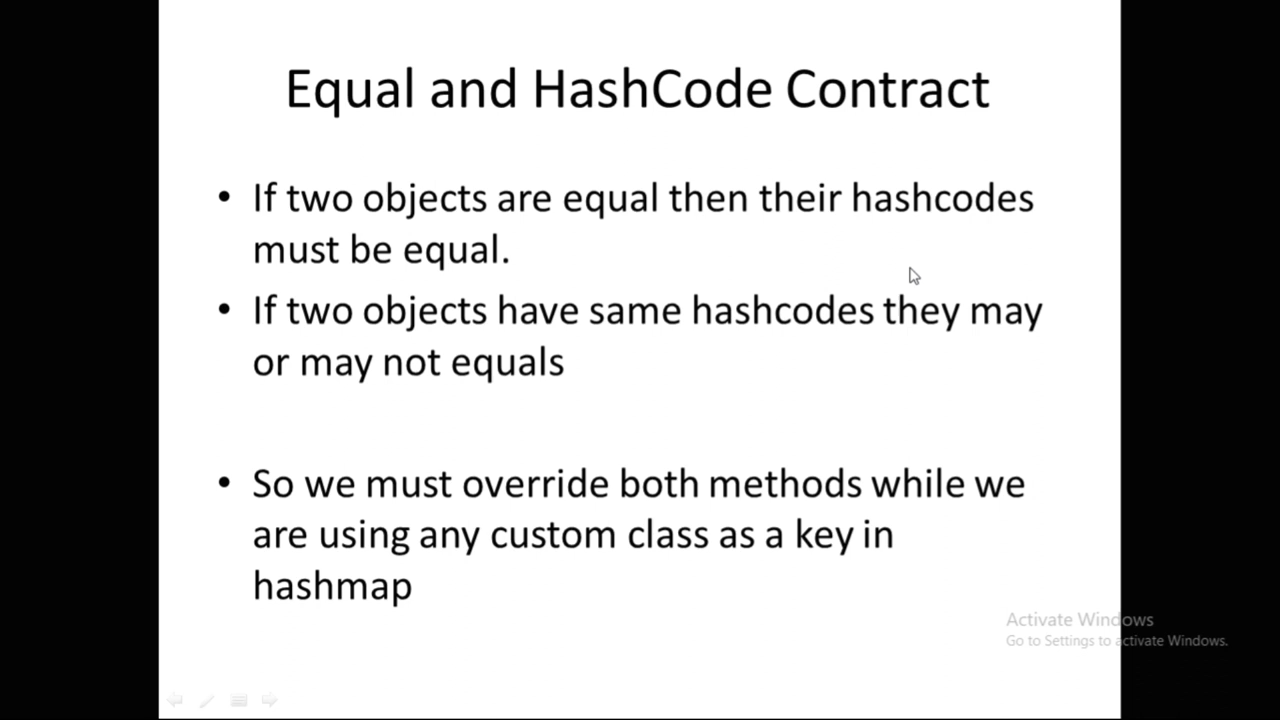 Equal and HashCode Contract
• If two objects are equal then their hashcodes
must be equal.
• If two objects have same hashcodes they may
or may not equals
• So we must override both methods while we
are using any custom class as a key in
hashmap
Activate Windows
Go to Settings to activate Windows.